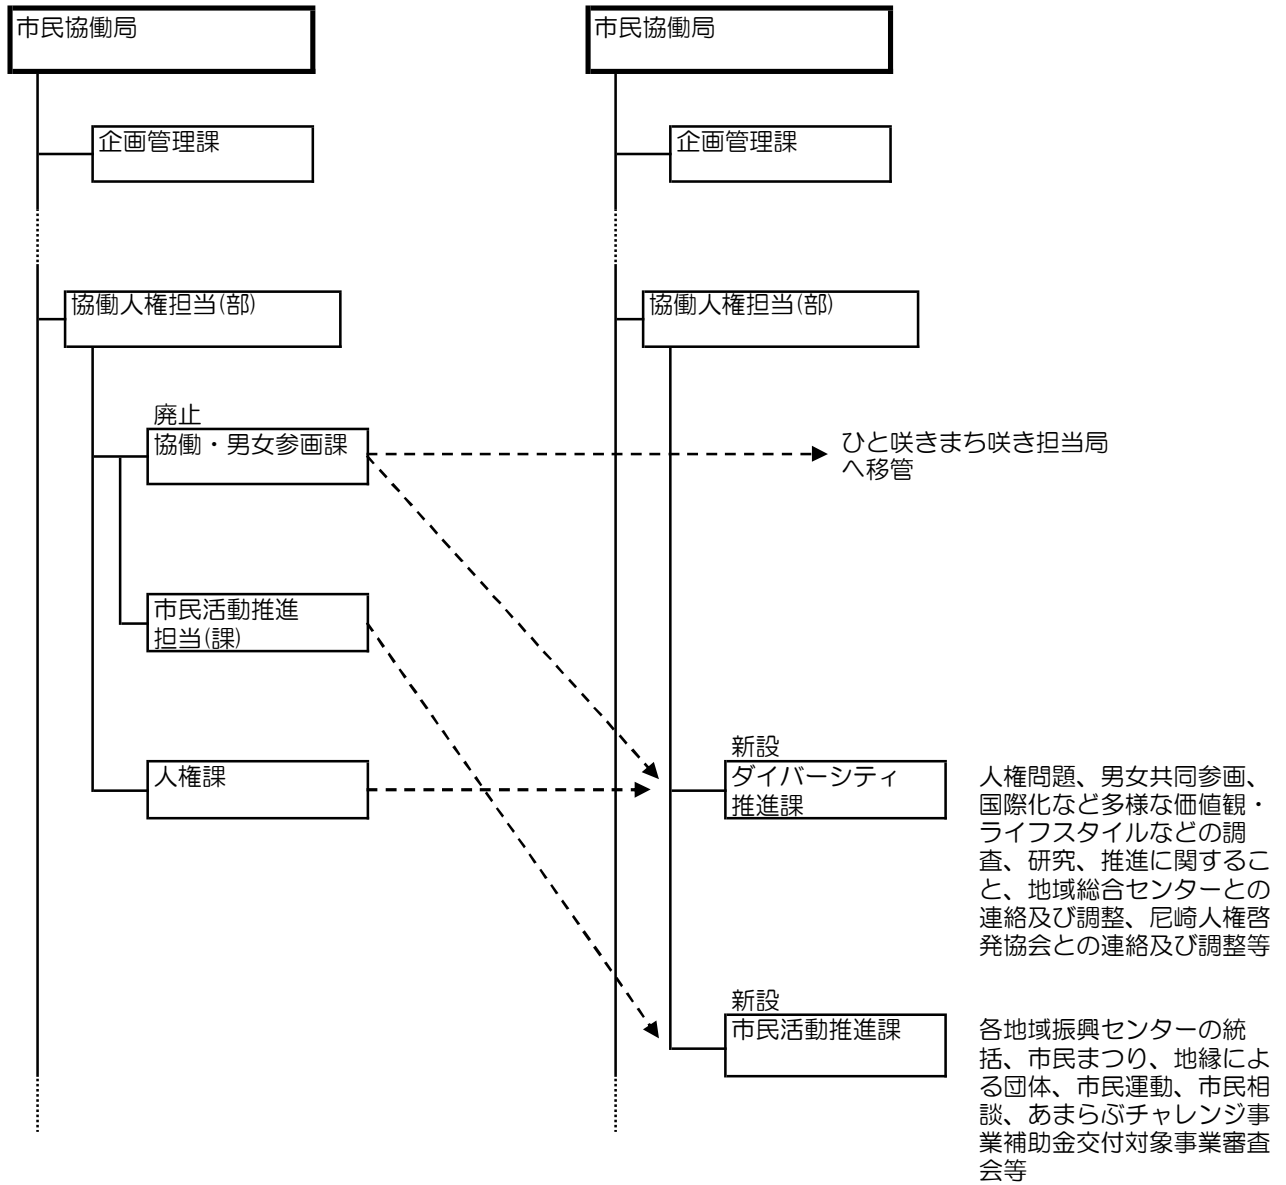 市民協働局
市民協働局
企画管理課
企画管理課
協働人権担当(部)
協働人権担当(部)
廃止
協働・男女参画課
ひと咲きまち咲き担当局
へ移管
市民活動推進
担当(課)
人権課
新設
ダイバーシティ
推進課
人権問題、男女共同参画、
国際化など多様な価値観・
ライフスタイルなどの調
査、研究、推進に関するこ
と、地域総合センターとの
連絡及び調整、尼崎人権啓
発協会との連絡及び調整等
新設
市民活動推進課
各地域振興センターの統
括、市民まつり、地縁によ
る団体、市民運動、市民相
談、あまらぶチャレンジ事
業補助金交付対象事業審査
会等